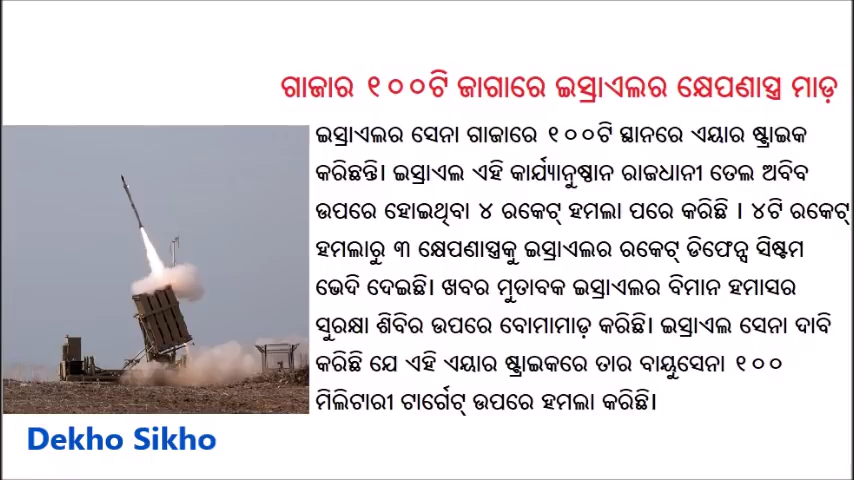 ଗାଜାର ୧୦୦ଟି ଜାଗାରେ ଇସ୍ରାଏଲର କ୍ଷେପଣାସ୍ତ୍ର ମାଡ଼
ଇସ୍ରାଏଲର ସେନା ଗାଜାରେ ୧୦୦ଟି ସ୍ଥାନରେ ଏୟାର ଷ୍ଟ୍ରାଇକ
କରିଛନ୍ତି। ଇସ୍ରାଏଲ ଏହି କାର୍ଯ୍ୟାନୁଷ୍ଠାନ ରାଜଧାନୀ ତେଲ ଅବିବ
ଉପରେ ହୋଇଥିବା ୪ ରକେଟ୍ ହମଲା ପରେ କରିଛି । ୪ଟି ରକେଟ୍
ହମଲାରୁ ୩ କ୍ଷେପଣାସ୍ତ୍ରକୁ ଇସ୍ରାଏଲର ରକେଟ୍ ଡିଫେନ୍ସ ସିଷ୍ଟମ
ଭେଦି ଦେଇଛି। ଖବର ମୁତାବକ ଇସ୍ରାଏଲର ବିମାନ ହମାସର
ସୁରକ୍ଷା ଶିବିର ଉପରେ ବୋମାମାଡ଼ କରିଛି। ଇସ୍ରାଏଲ ସେନା ଦାବି
କରିଛି ଯେ ଏହି ଏୟାର ଷ୍ଟ୍ରାଇକରେ ତାର ବାୟୁସେନା ୧୦୦
ମିଲିଟାରୀ ଟାର୍ଗେଟ୍ ଉପରେ ହମଲା କରିଛି।
Dekho Sikho